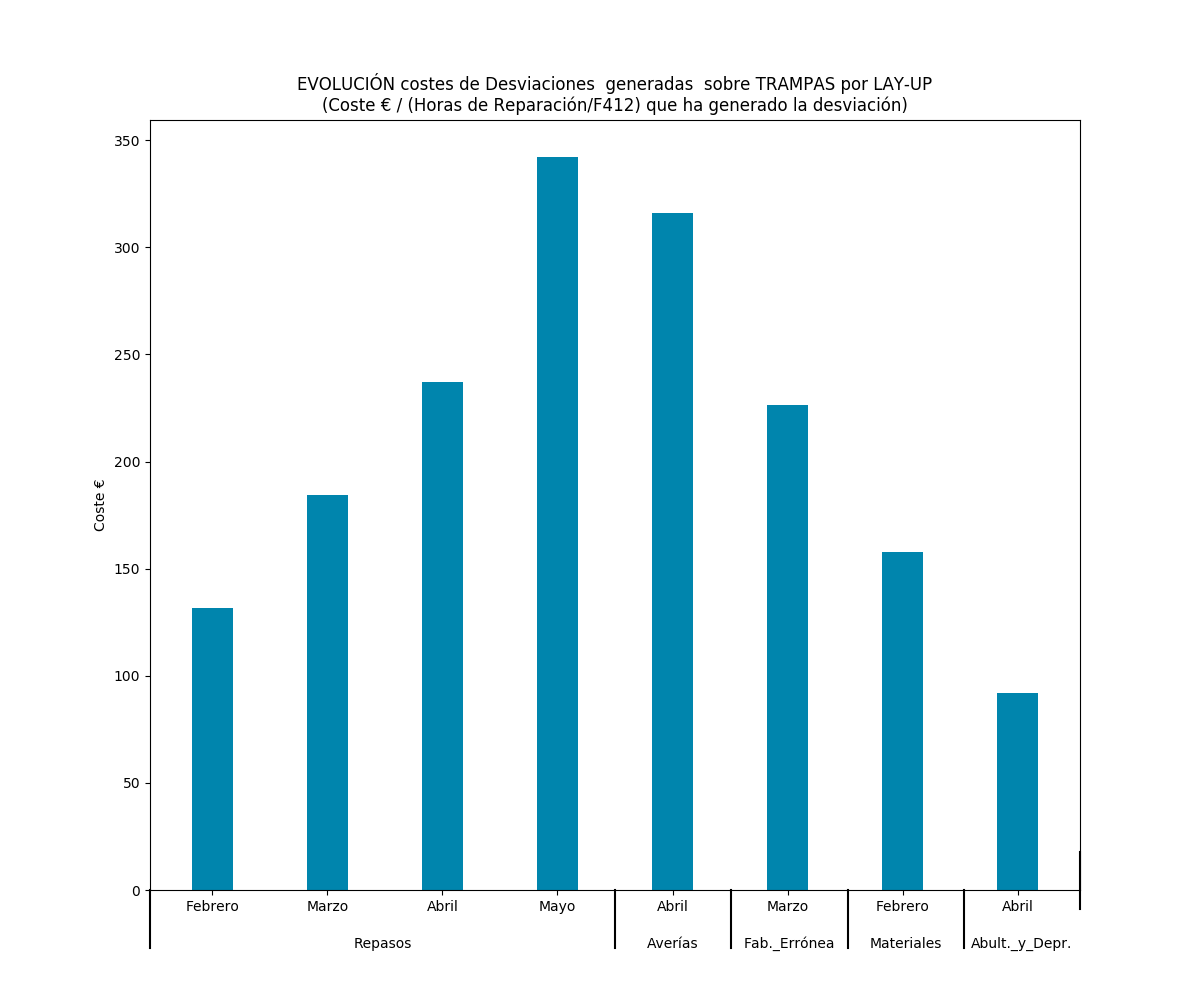 EVOLUCIÓN costes de Desviaciones  generadas  sobre TRAMPAS por LAY-UP
(Coste € / (Horas de Reparación/F412) que ha generado la desviación)
350
300
250
200
150
100
50
0
Coste €
Febrero Marzo Abril Mayo Abril Marzo Febrero Abril
Repasos Averías Fab._Errónea Materiales Abult._y_Depr.